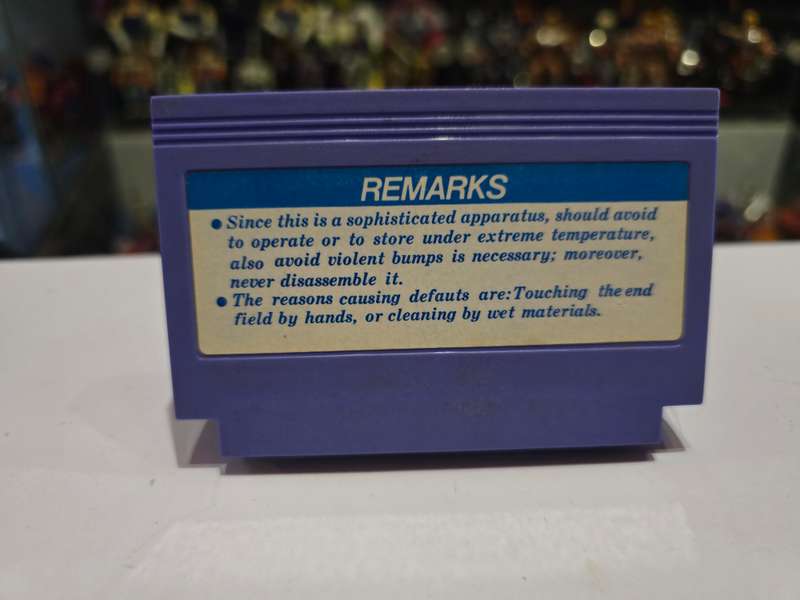 REMARKS
● Since this is a sophisticated apparatus, should avoid
to operate or to store under extreme temperature,
also avoid violent bumps is necessary; moreover,
never disassemble it.
● The reasons causing defauts are:Touching the end
field by hands, or cleaning by wet materials.